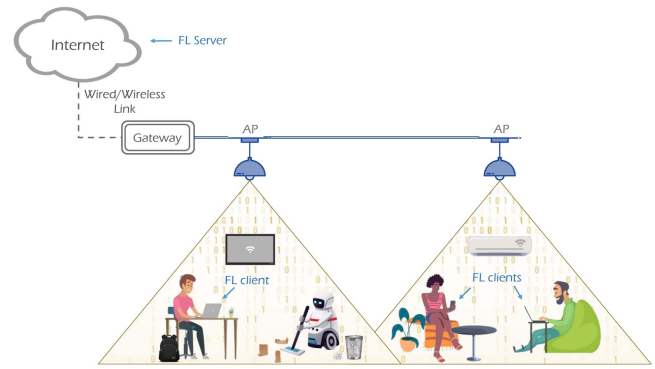 Internet
FL Server
Wired/Wireless
Link
Gateway
AP
AP
FL client
FL clients